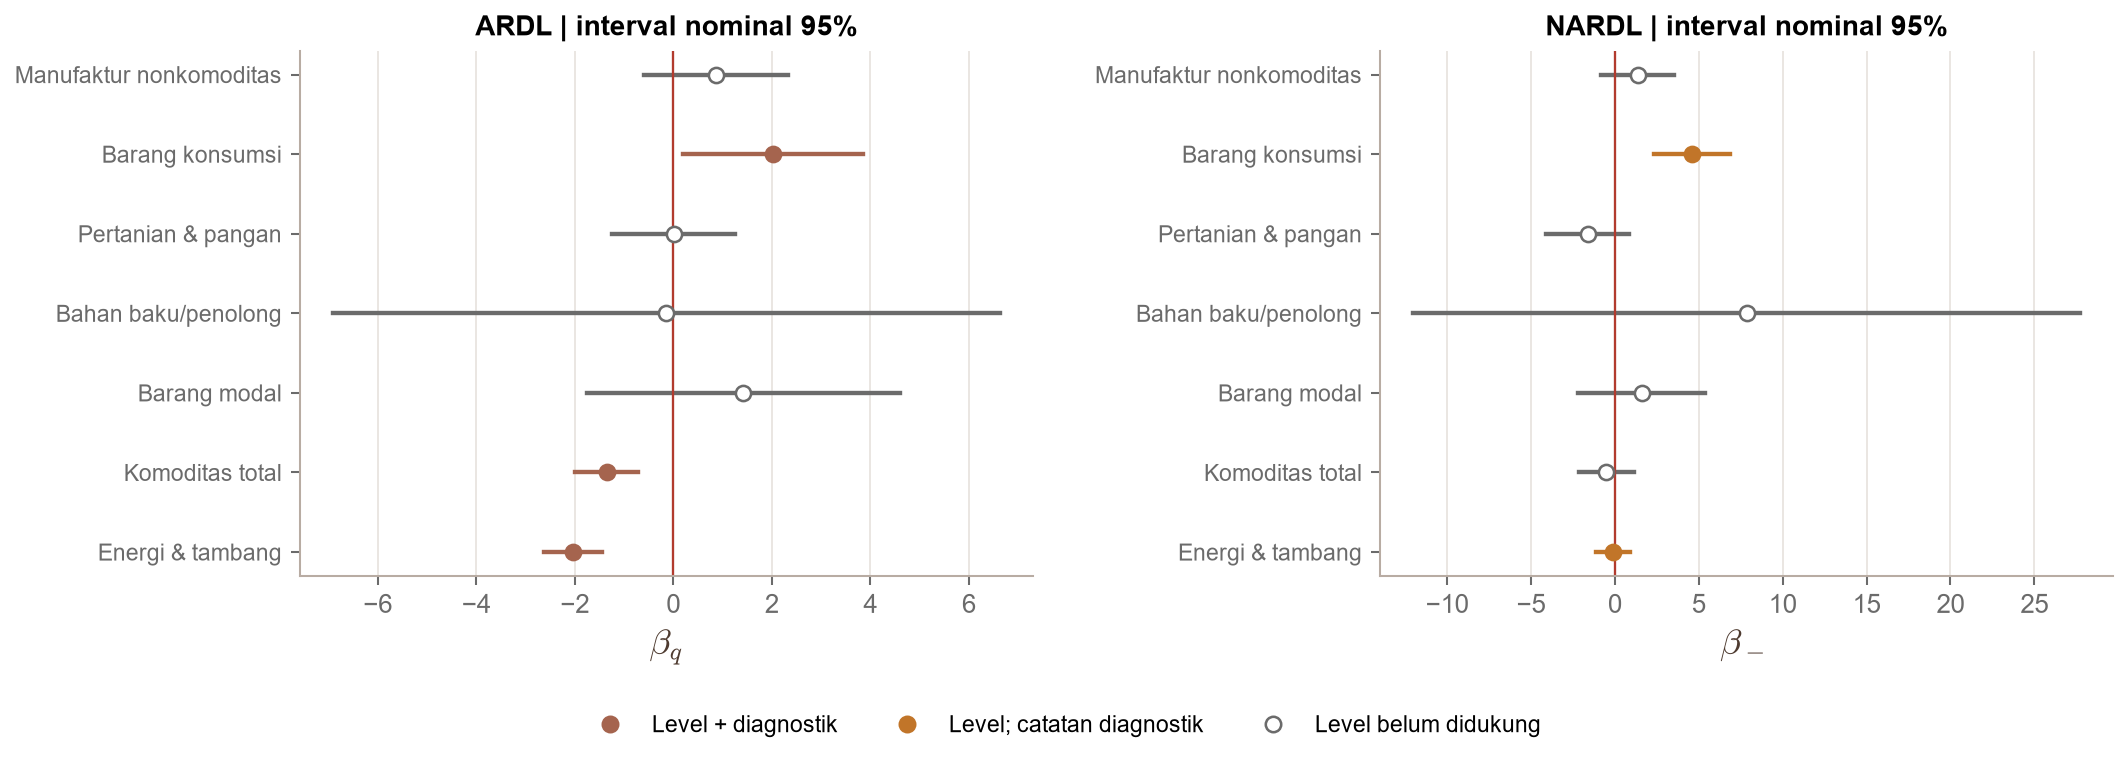 ARDL | interval nominal 95%
Manufaktur nonkomoditas
Barang konsumsi
Pertanian & pangan
Bahan baku/penolong
Barang modal
Komoditas total
Energi & tambang
−6 −4 −2 0 2 4 6
β_q
NARDL | interval nominal 95%
Manufaktur nonkomoditas
Barang konsumsi
Pertanian & pangan
Bahan baku/penolong
Barang modal
Komoditas total
Energi & tambang
−10 −5 0 5 10 15 20 25
β_−
Level + diagnostik
Level; catatan diagnostik
Level belum didukung